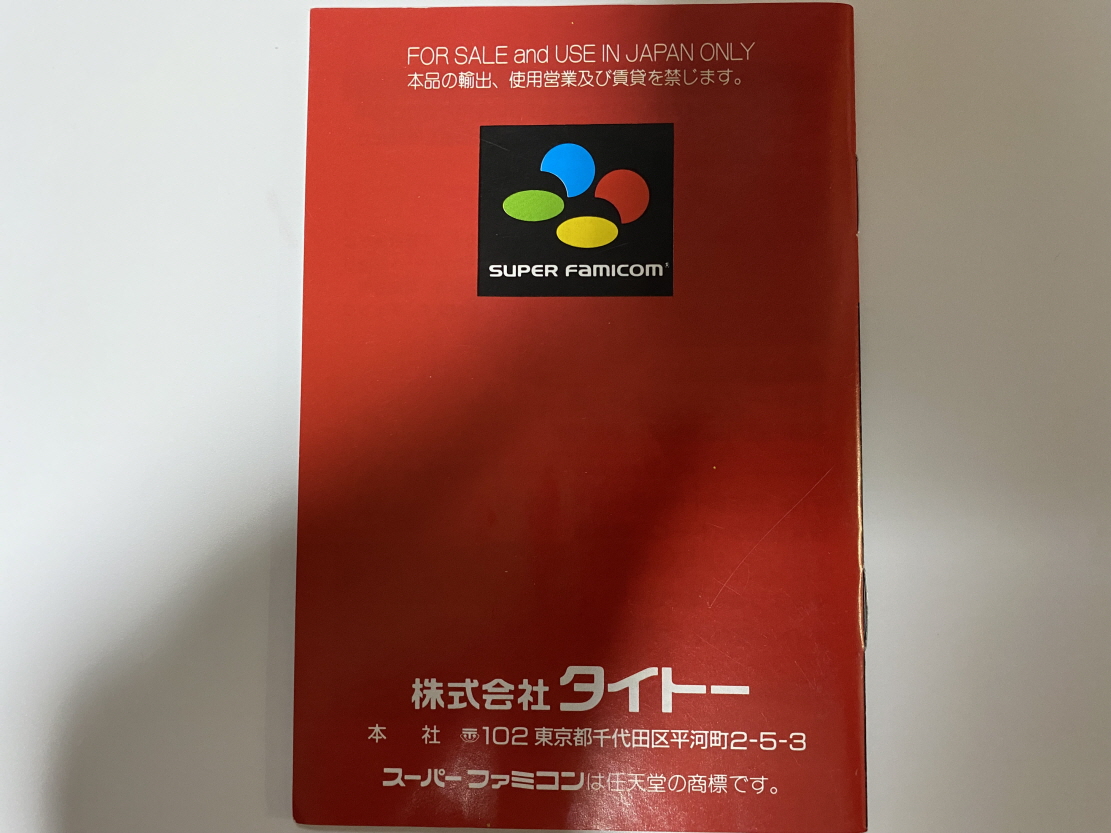 FOR SALE and USE IN JAPAN ONLY
本品の輸出、使用営業及び賃貸を禁じます。
SUPER FAMICOM®
株式会社 タイトー
本 社 〠102 東京都千代田区平河町2-5-3
スーパーファミコンは任天堂の商標です。